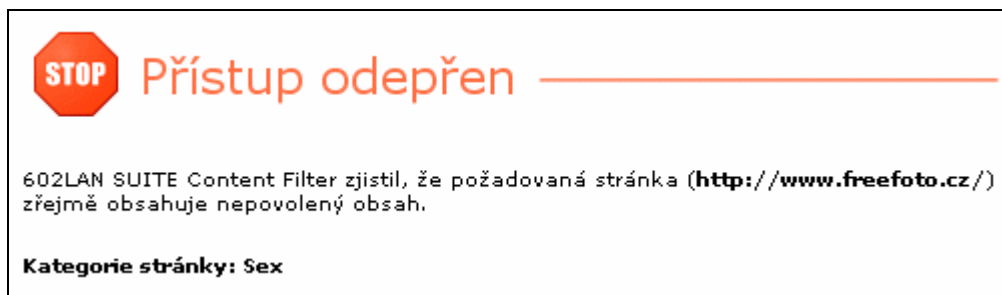 STOP
Přístup odepřen
602LAN SUITE Content Filter zjistil, že požadovaná stránka (http://www.freefoto.cz/)
zřejmě obsahuje nepovolený obsah.
Kategorie stránky: Sex